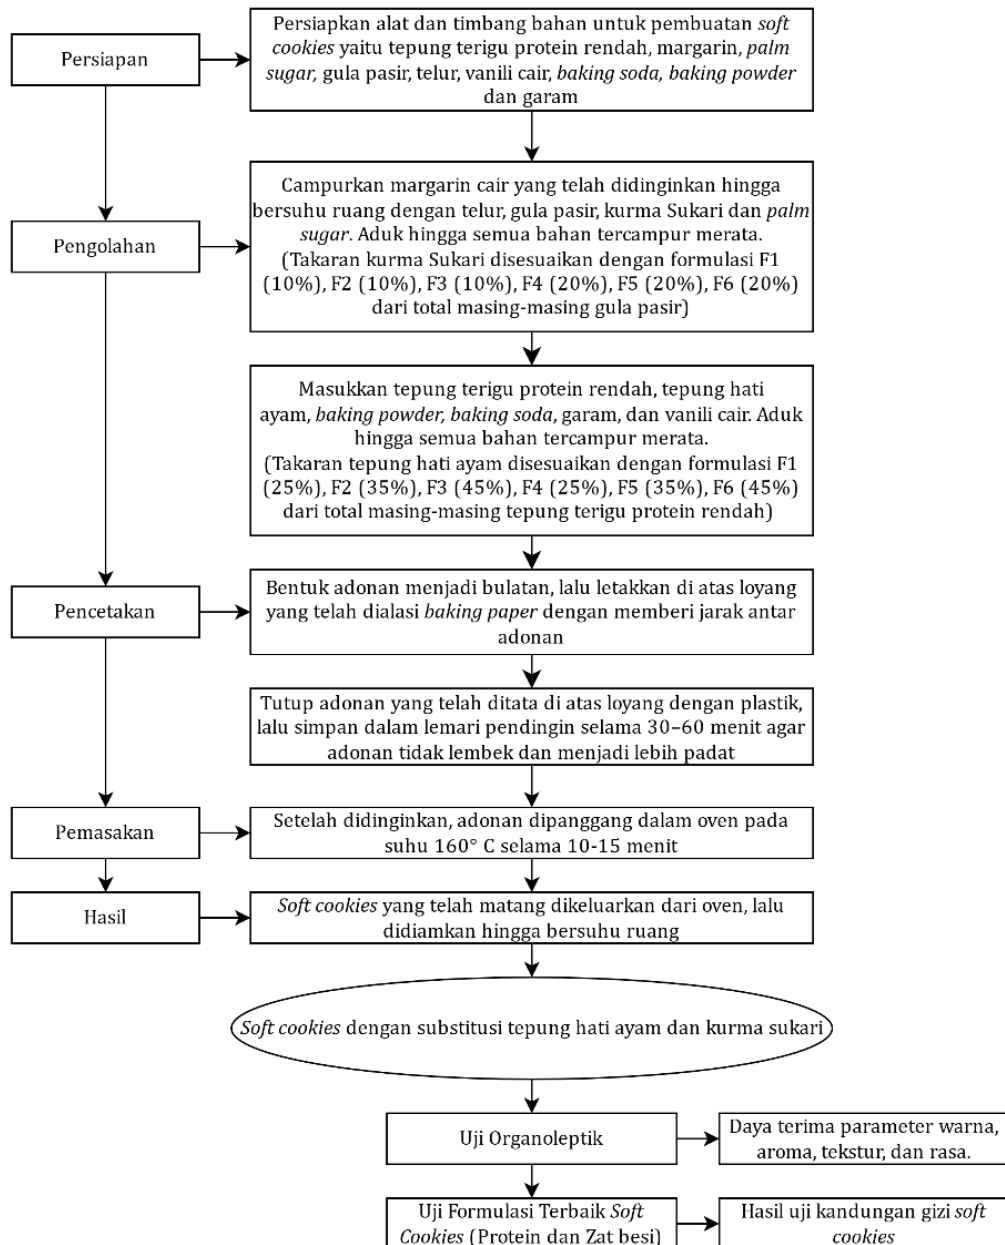 Persiapan
Persiapkan alat dan timbang bahan untuk pembuatan soft
cookies yaitu tepung terigu protein rendah, margarin, palm
sugar, gula pasir, telur, vanili cair, baking soda, baking powder
dan garam
Pengolahan
Campurkan margarin cair yang telah didinginkan hingga
bersuhu ruang dengan telur, gula pasir, kurma Sukari dan palm
sugar. Aduk hingga semua bahan tercampur merata.
(Takaran kurma Sukari disesuaikan dengan formulasi F1
(10%), F2 (10%), F3 (10%), F4 (20%), F5 (20%), F6 (20%)
dari total masing-masing gula pasir)
Masukkan tepung terigu protein rendah, tepung hati
ayam, baking powder, baking soda, garam, dan vanili cair. Aduk
hingga semua bahan tercampur merata.
(Takaran tepung hati ayam disesuaikan dengan formulasi F1
(25%), F2 (35%), F3 (45%), F4 (25%), F5 (35%), F6 (45%)
dari total masing-masing tepung terigu protein rendah)
Pencetakan
Bentuk adonan menjadi bulatan, lalu letakkan di atas loyang
yang telah dialasi baking paper dengan memberi jarak antar
adonan
Tutup adonan yang telah ditata di atas loyang dengan plastik,
lalu simpan dalam lemari pendingin selama 30–60 menit agar
adonan tidak lembek dan menjadi lebih padat
Pemasakan
Setelah didinginkan, adonan dipanggang dalam oven pada
suhu 160° C selama 10-15 menit
Hasil
Soft cookies yang telah matang dikeluarkan dari oven, lalu
didiamkan hingga bersuhu ruang
Soft cookies dengan substitusi tepung hati ayam dan kurma sukari
Uji Organoleptik
Daya terima parameter warna,
aroma, tekstur, dan rasa.
Uji Formulasi Terbaik Soft
Cookies (Protein dan Zat besi)
Hasil uji kandungan gizi soft
cookies